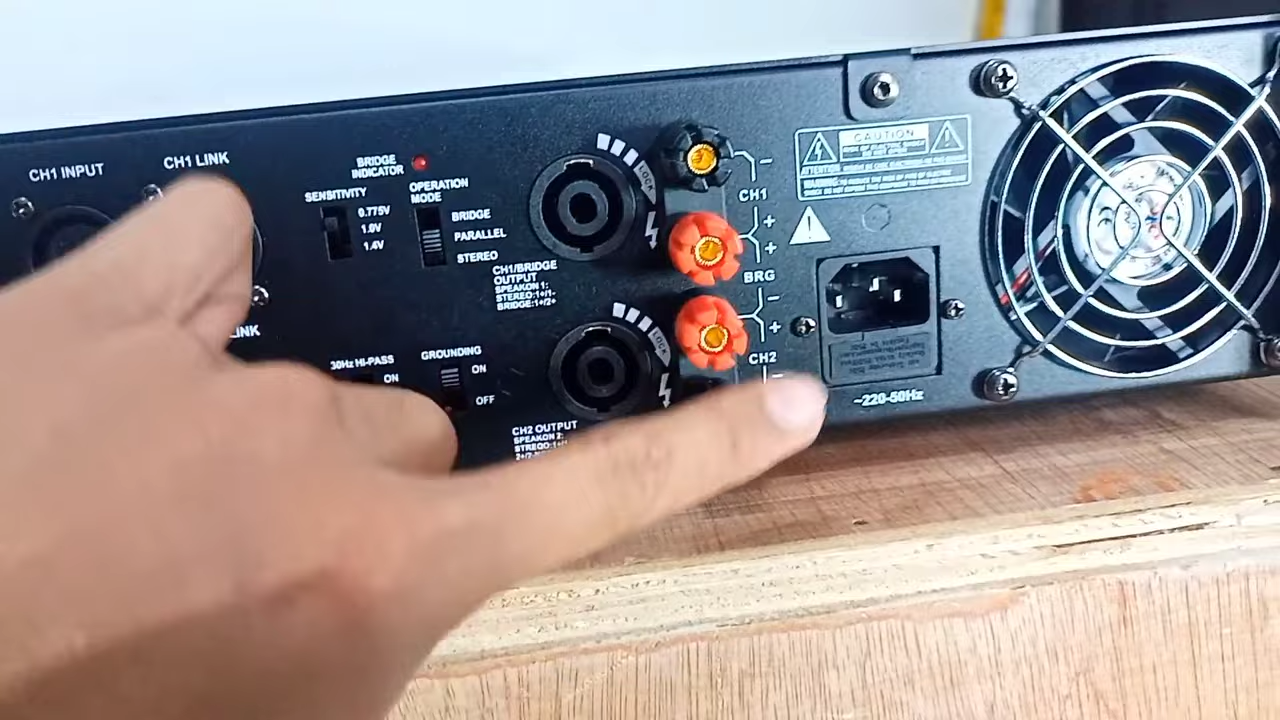 CH1 INPUT
CH1 LINK
LINK
BRIDGE
INDICATOR
SENSITIVITY
0.775V
1.0V
1.4V
OPERATION
MODE
BRIDGE
PARALLEL
STEREO
30Hz HI-PASS
ON
GROUNDING
ON
OFF
LOCK
CH1/BRIDGE
OUTPUT
SPEAKON 1:
STEREO:1+/1-
BRIDGE:1+/2+
LOCK
CH2 OUTPUT
SPEAKON 2:
−
CH1
+
+
BRG
−
+
CH2
−
CAUTION
~220-50Hz